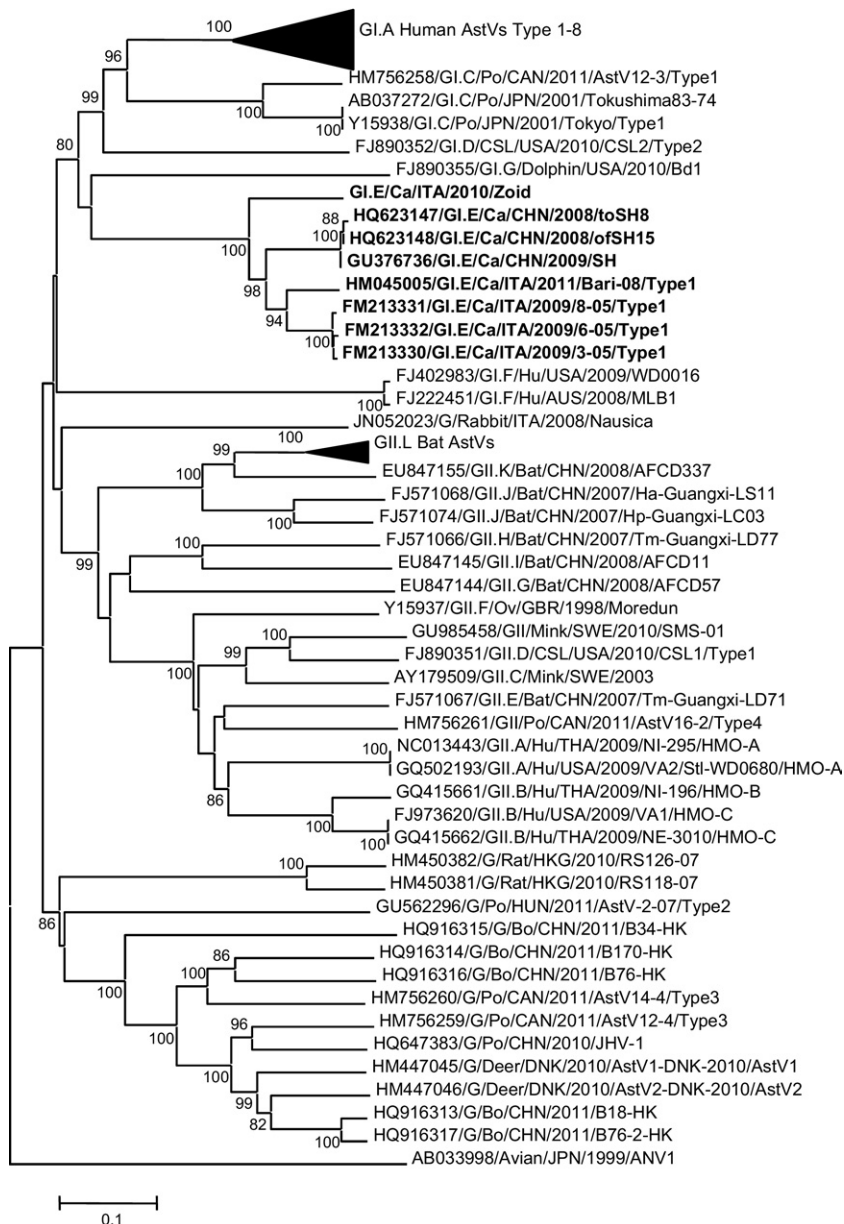 100
GI.A Human AstVs Type 1-8
96
HM756258/GI.C/Po/CAN/2011/AstV12-3/Type1
99
AB037272/GI.C/Po/JPN/2001/Tokushima83-74
100
Y15938/GI.C/Po/JPN/2001/Tokyo/Type1
80
FJ890352/GI.D/CSL/USA/2010/CSL2/Type2
FJ890355/GI.G/Dolphin/USA/2010/Bd1
GI.E/Ca/ITA/2010/Zoid
88
HQ623147/GI.E/Ca/CHN/2008/toSH8
100
100
HQ623148/GI.E/Ca/CHN/2008/ofSH15
GU376736/GI.E/Ca/CHN/2009/SH
98
HM045005/GI.E/Ca/ITA/2011/Bari-08/Type1
FM213331/GI.E/Ca/ITA/2009/8-05/Type1
94
FM213332/GI.E/Ca/ITA/2009/6-05/Type1
100
FM213330/GI.E/Ca/ITA/2009/3-05/Type1
FJ402983/GI.F/Hu/USA/2009/WD0016
100
FJ222451/GI.F/Hu/AUS/2008/MLB1
JN052023/G/Rabbit/ITA/2008/Nausica
100
GII.L Bat AstVs
99
100
EU847155/GII.K/Bat/CHN/2008/AFCD337
FJ571068/GII.J/Bat/CHN/2007/Ha-Guangxi-LS11
100
FJ571074/GII.J/Bat/CHN/2007/Hp-Guangxi-LC03
100
FJ571066/GII.H/Bat/CHN/2007/Tm-Guangxi-LD77
99
EU847145/GII.I/Bat/CHN/2008/AFCD11
EU847144/GII.G/Bat/CHN/2008/AFCD57
Y15937/GII.F/Ov/GBR/1998/Moredun
100
GU985458/GII/Mink/SWE/2010/SMS-01
99
FJ890351/GII.D/CSL/USA/2010/CSL1/Type1
100
AY179509/GII.C/Mink/SWE/2003
FJ571067/GII.E/Bat/CHN/2007/Tm-Guangxi-LD71
HM756261/GII/Po/CAN/2011/AstV16-2/Type4
100
NC013443/GII.A/Hu/THA/2009/NI-295/HMO-A
GQ502193/GII.A/Hu/USA/2009/VA2/Stl-WD0680/HMO-A
86
GQ415661/GII.B/Hu/THA/2009/NI-196/HMO-B
100
FJ973620/GII.B/Hu/USA/2009/VA1/HMO-C
100
GQ415662/GII.B/Hu/THA/2009/NE-3010/HMO-C
100
HM450382/G/Rat/HKG/2010/RS126-07
HM450381/G/Rat/HKG/2010/RS118-07
86
GU562296/G/Po/HUN/2011/AstV-2-07/Type2
HQ916315/G/Bo/CHN/2011/B34-HK
86
HQ916314/G/Bo/CHN/2011/B170-HK
100
100
HQ916316/G/Bo/CHN/2011/B76-HK
HM756260/G/Po/CAN/2011/AstV14-4/Type3
96
HM756259/G/Po/CAN/2011/AstV12-4/Type3
100
HQ647383/G/Po/CHN/2010/JHV-1
100
HM447045/G/Deer/DNK/2010/AstV1-DNK-2010/AstV1
99
HM447046/G/Deer/DNK/2010/AstV2-DNK-2010/AstV2
82
HQ916313/G/Bo/CHN/2011/B18-HK
100
HQ916317/G/Bo/CHN/2011/B76-2-HK
AB033998/Avian/JPN/1999/ANV1
0.1